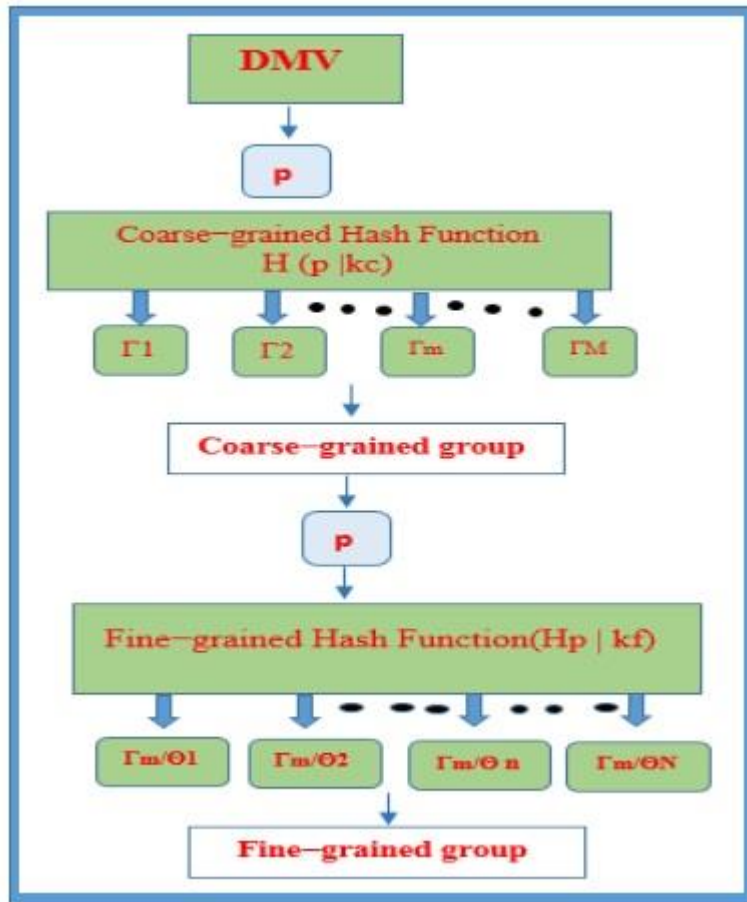 DMV
p
Coarse−grained Hash Function
H (p |kc)
Γ1 Γ2 Γm ΓM
Coarse−grained group
p
Fine−grained Hash Function(Hp | kf)
Γm/Θ1 Γm/Θ2 Γm/Θ n Γm/ΘN
Fine−grained group